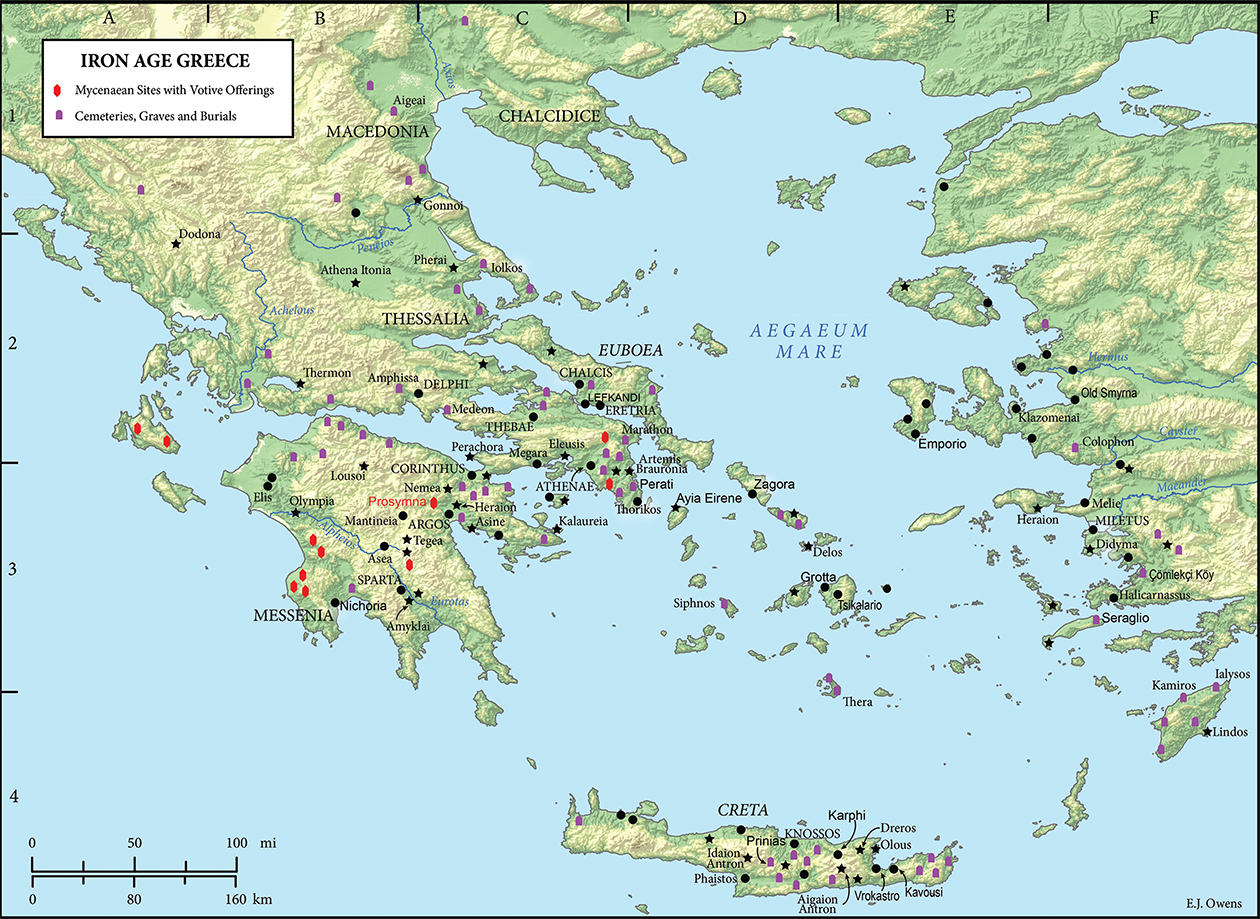 A
B
C
D
E
F
IRON AGE GREECE
Mycenaean Sites with Votive Offerings
Cemeteries, Graves and Burials
1
2
3
4
Axios
Aigeai
MACEDONIA
CHALCIDICE
Gonnoi
Peneios
Dodona
Pherai
Iolkos
Athena Itonia
Achelous
THESSALIA
AEGAEUM
MARE
EUBOEA
Hermus
Thermon
Amphissa
DELPHI
CHALCIS
LEFKANDI
ERETRIA
Old Smyrna
Medeon
THEBAE
Klazomenai
Marathon
Emporio
Cayster
Colophon
Perachora
Eleusis
Megara
Artemis
Brauronia
Lousoi
CORINTHUS
Maeander
Elis
Olympia
Nemea
ATHENAE
Perati
Zagora
Prosymna
Heraion
Thorikos
Ayia Eirene
Melie
Heraion
Mantineia
ARGOS
Asine
Kalaureia
MILETUS
Alpheios
Tegea
Delos
Didyma
Asea
Çömlekçi Köy
SPARTA
Grotta
Halicarnassus
Nichoria
Eurotas
Siphnos
Tsikalario
MESSENIA
Amyklai
Seraglio
Ialysos
Kamiros
Thera
Lindos
CRETA
Karphi
Dreros
KNOSSOS
Prinias
Olous
Idaion
Antron
Phaistos
Vrokastro
Kavousi
Aigaion
Antron
0 50 100 mi
0 80 160 km
E.J. Owens